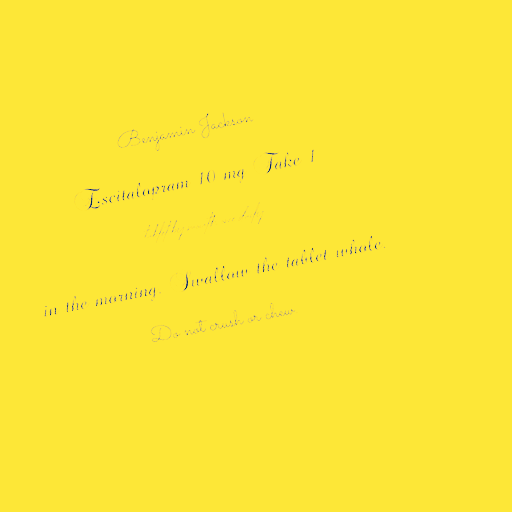 Benjamin Jackson
Escitalopram 10 mg Take 1
in the morning. Swallow the tablet whole.
Do not crush or chew